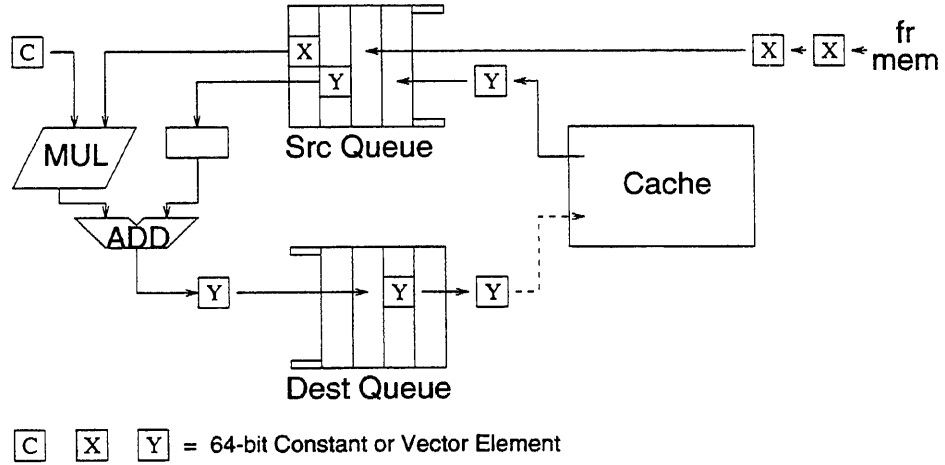 C
X
Y
X
X
fr
mem
Y
Src Queue
MUL
Cache
ADD
Y
Y
Y
Dest Queue
C X Y = 64-bit Constant or Vector Element